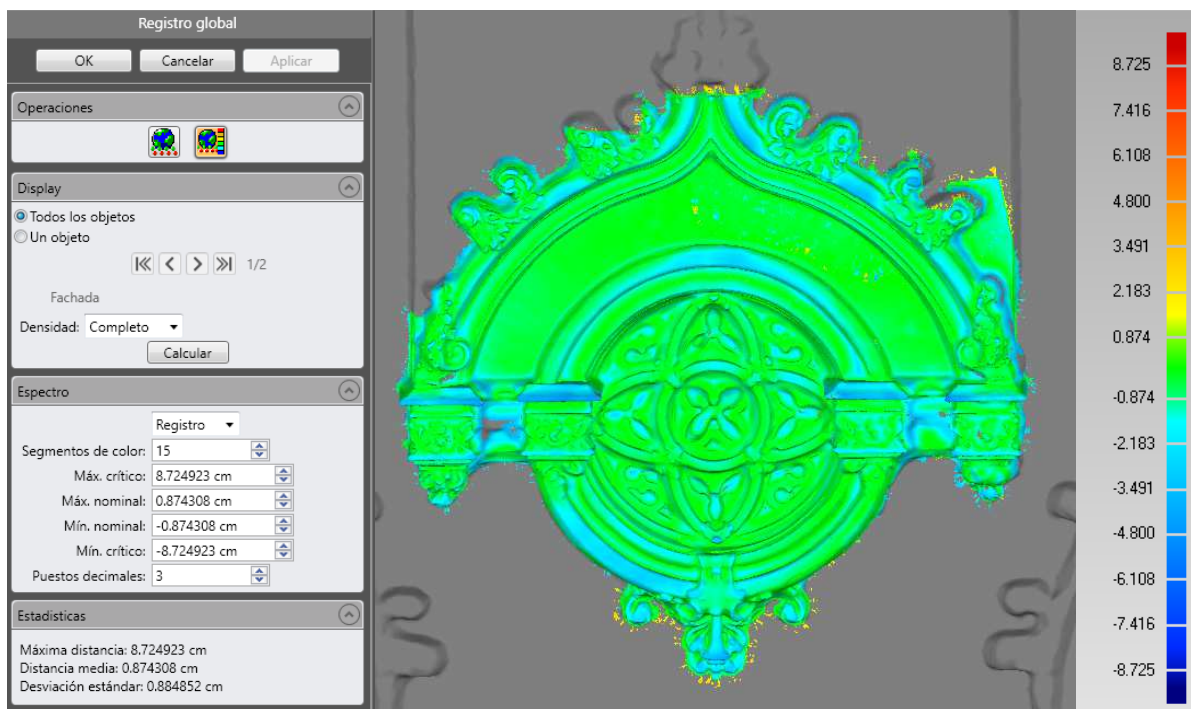 Registro global
OK Cancelar Aplicar
Operaciones
Display
Todos los objetos
Un objeto
1/2
Fachada
Densidad: Completo
Calcular
Espectro
Registro
Segmentos de color: 15
Máx. crítico: 8.724923 cm
Máx. nominal: 0.874308 cm
Mín. nominal: -0.874308 cm
Mín. crítico: -8.724923 cm
Puestos decimales: 3
Estadisticas
Máxima distancia: 8.724923 cm
Distancia media: 0.874308 cm
Desviación estándar: 0.884852 cm
8.725
7.416
6.108
4.800
3.491
2.183
0.874
-0.874
-2.183
-3.491
-4.800
-6.108
-7.416
-8.725